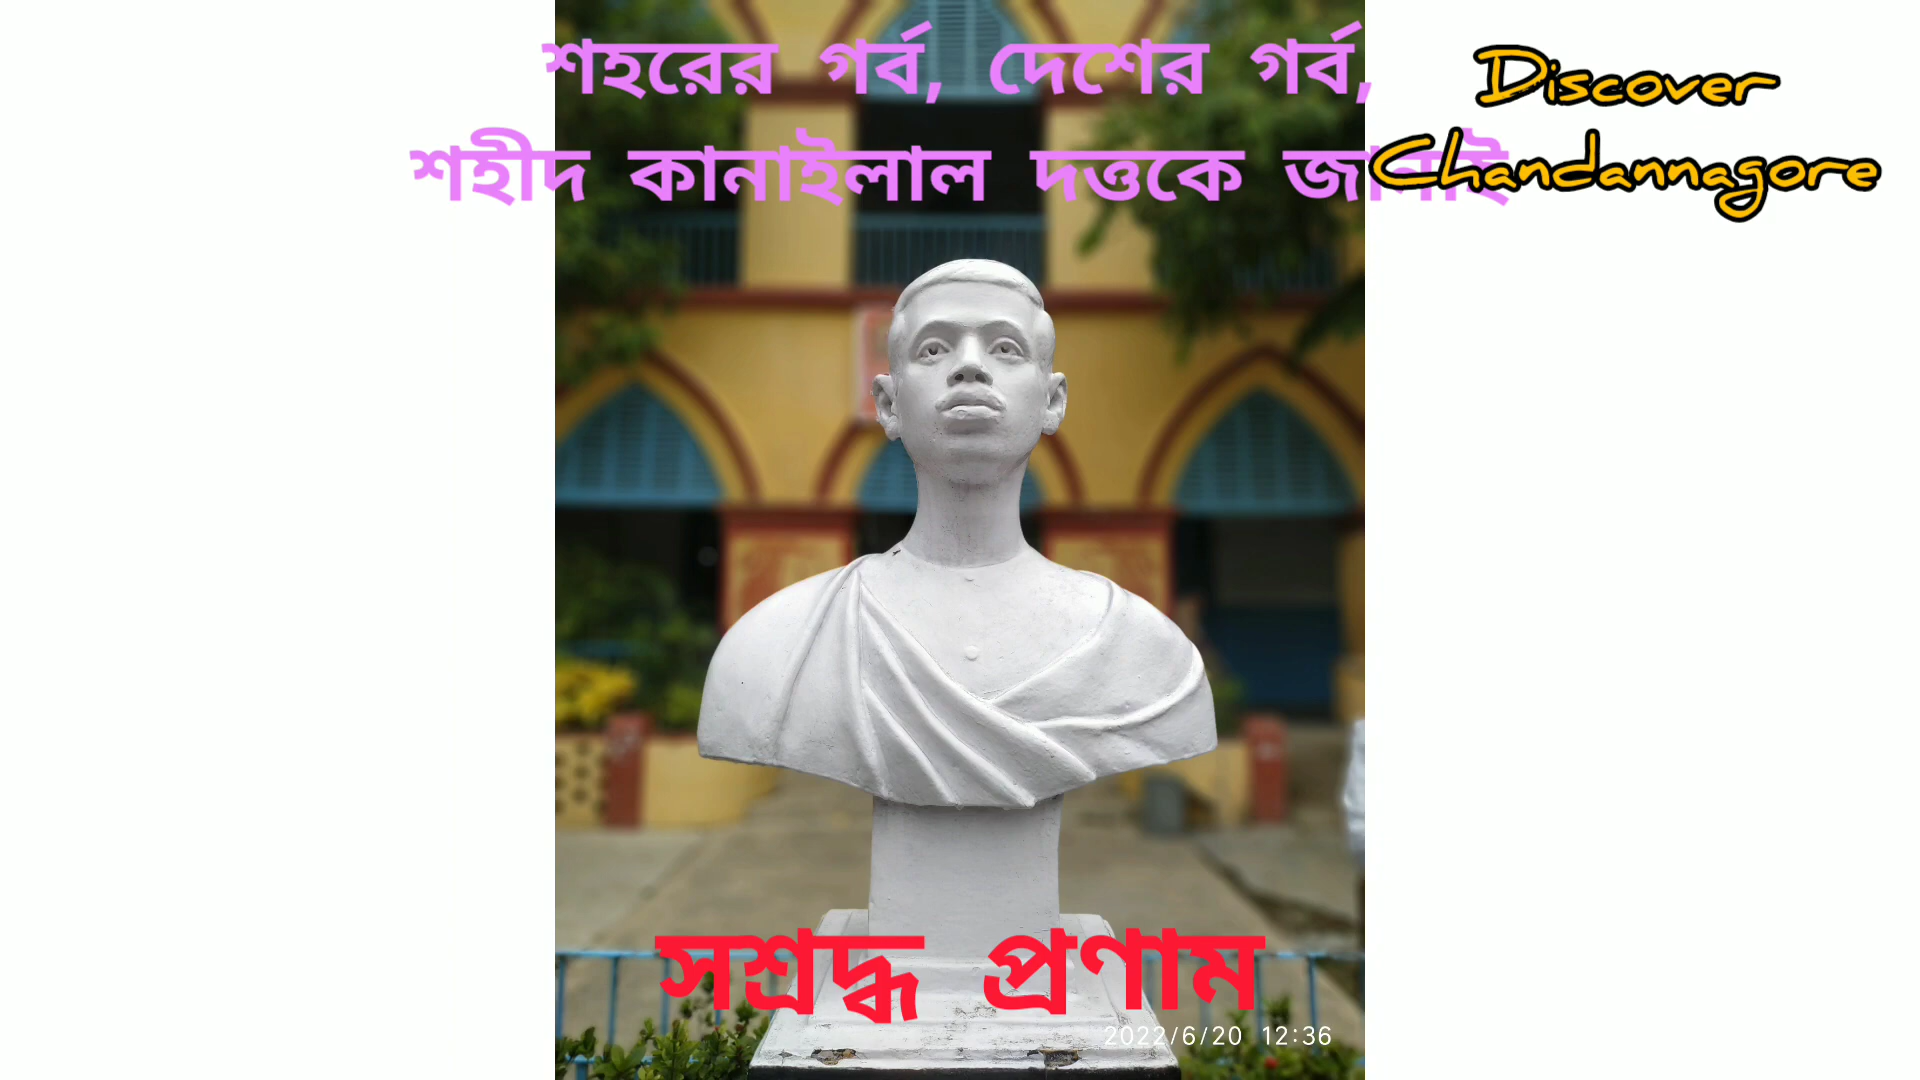 শহরের গর্ব, দেশের গর্ব,
শহীদ কানাইলাল দত্তকে জানাই
Discover
Chandannagore
সশ্রদ্ধ প্রণাম
2022/6/20 12:36